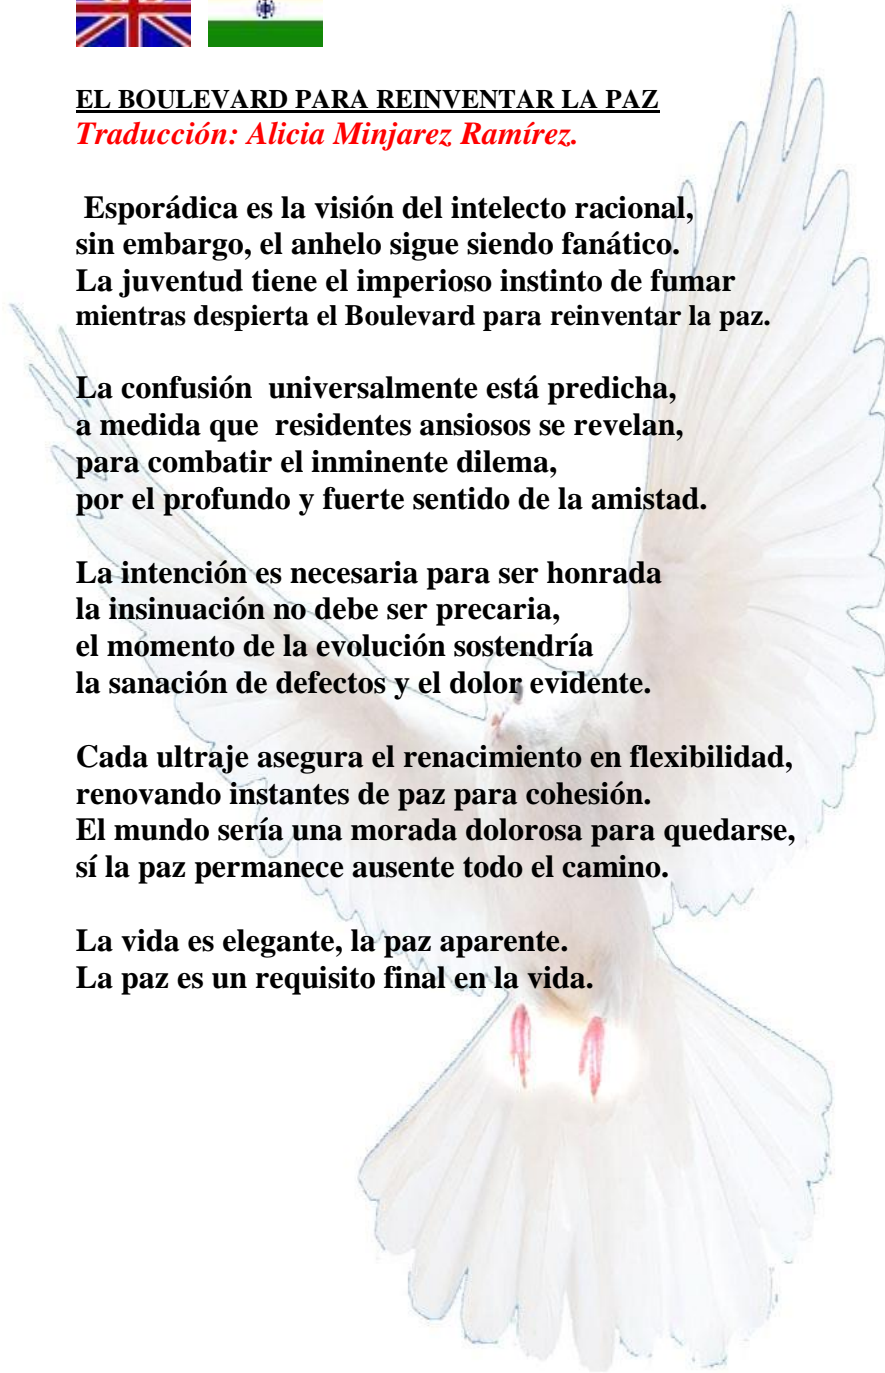 EL BOULEVARD PARA REINVENTAR LA PAZ
Traducción: Alicia Minjarez Ramírez.
Esporádica es la visión del intelecto racional,
sin embargo, el anhelo sigue siendo fanático.
La juventud tiene el imperioso instinto de fumar
mientras despierta el Boulevard para reinventar la paz.
La confusión universalmente está predicha,
a medida que residentes ansiosos se revelan,
para combatir el inminente dilema,
por el profundo y fuerte sentido de la amistad.
La intención es necesaria para ser honrada
la insinuación no debe ser precaria,
el momento de la evolución sostendría
la sanación de defectos y el dolor evidente.
Cada ultraje asegura el renacimiento en flexibilidad,
renovando instantes de paz para cohesión.
El mundo sería una morada dolorosa para quedarse,
sí la paz permanece ausente todo el camino.
La vida es elegante, la paz aparente.
La paz es un requisito final en la vida.